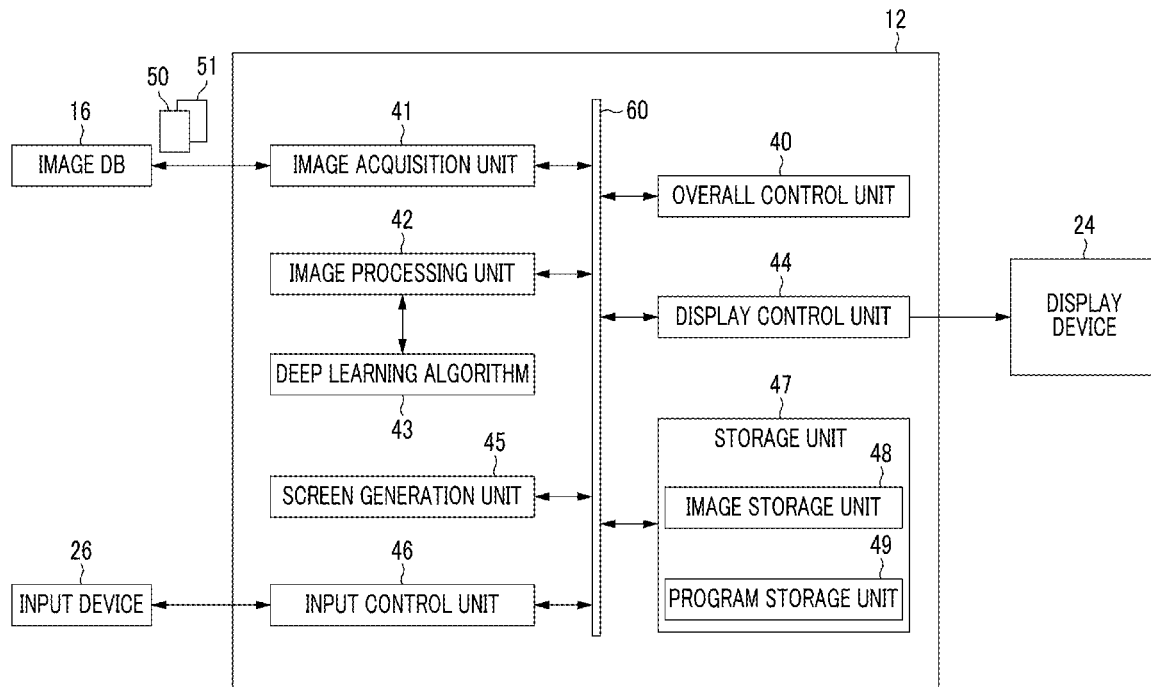 12
50
51
16
IMAGE DB
41
IMAGE ACQUISITION UNIT
60
40
OVERALL CONTROL UNIT
42
IMAGE PROCESSING UNIT
44
DISPLAY CONTROL UNIT
24
DISPLAY
DEVICE
DEEP LEARNING ALGORITHM
43
45
SCREEN GENERATION UNIT
47
STORAGE UNIT
48
IMAGE STORAGE UNIT
49
PROGRAM STORAGE UNIT
26
INPUT DEVICE
46
INPUT CONTROL UNIT